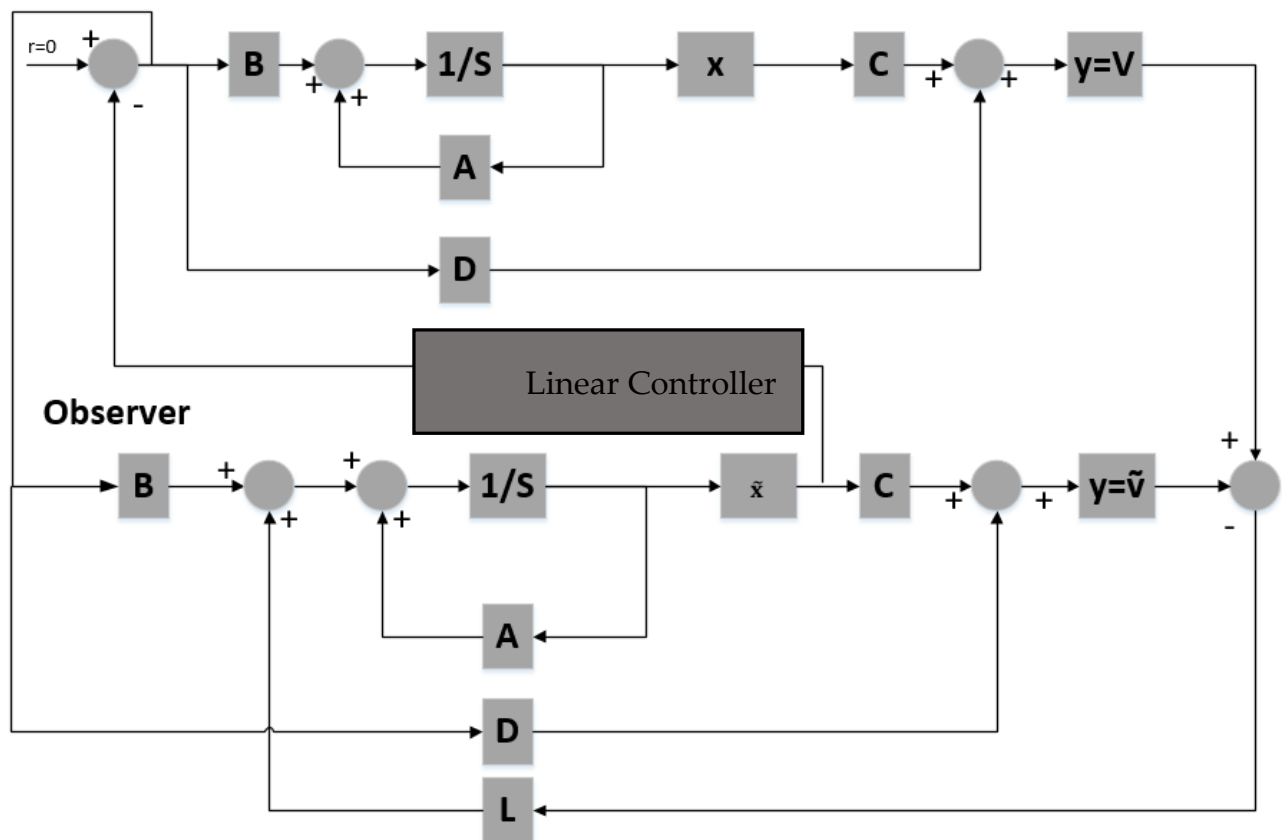 r=0
+
-
B
+
+
1/S
x
C
+
+
y=V
A
D
Linear Controller
Observer
B
+
+
+
+
1/S
x̃
C
+
+
y=ṽ
+
-
A
D
L